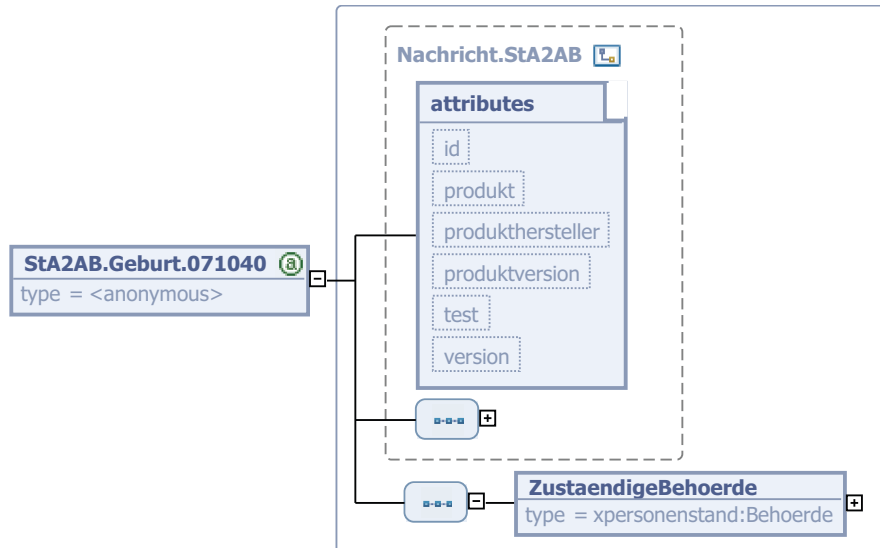 Nachricht.StA2AB
attributes
id
produkt
produkthersteller
produktversion
test
version
StA2AB.Geburt.071040
type = <anonymous>
ZustaendigeBehoerde
type = xpersonenstand:Behoerde